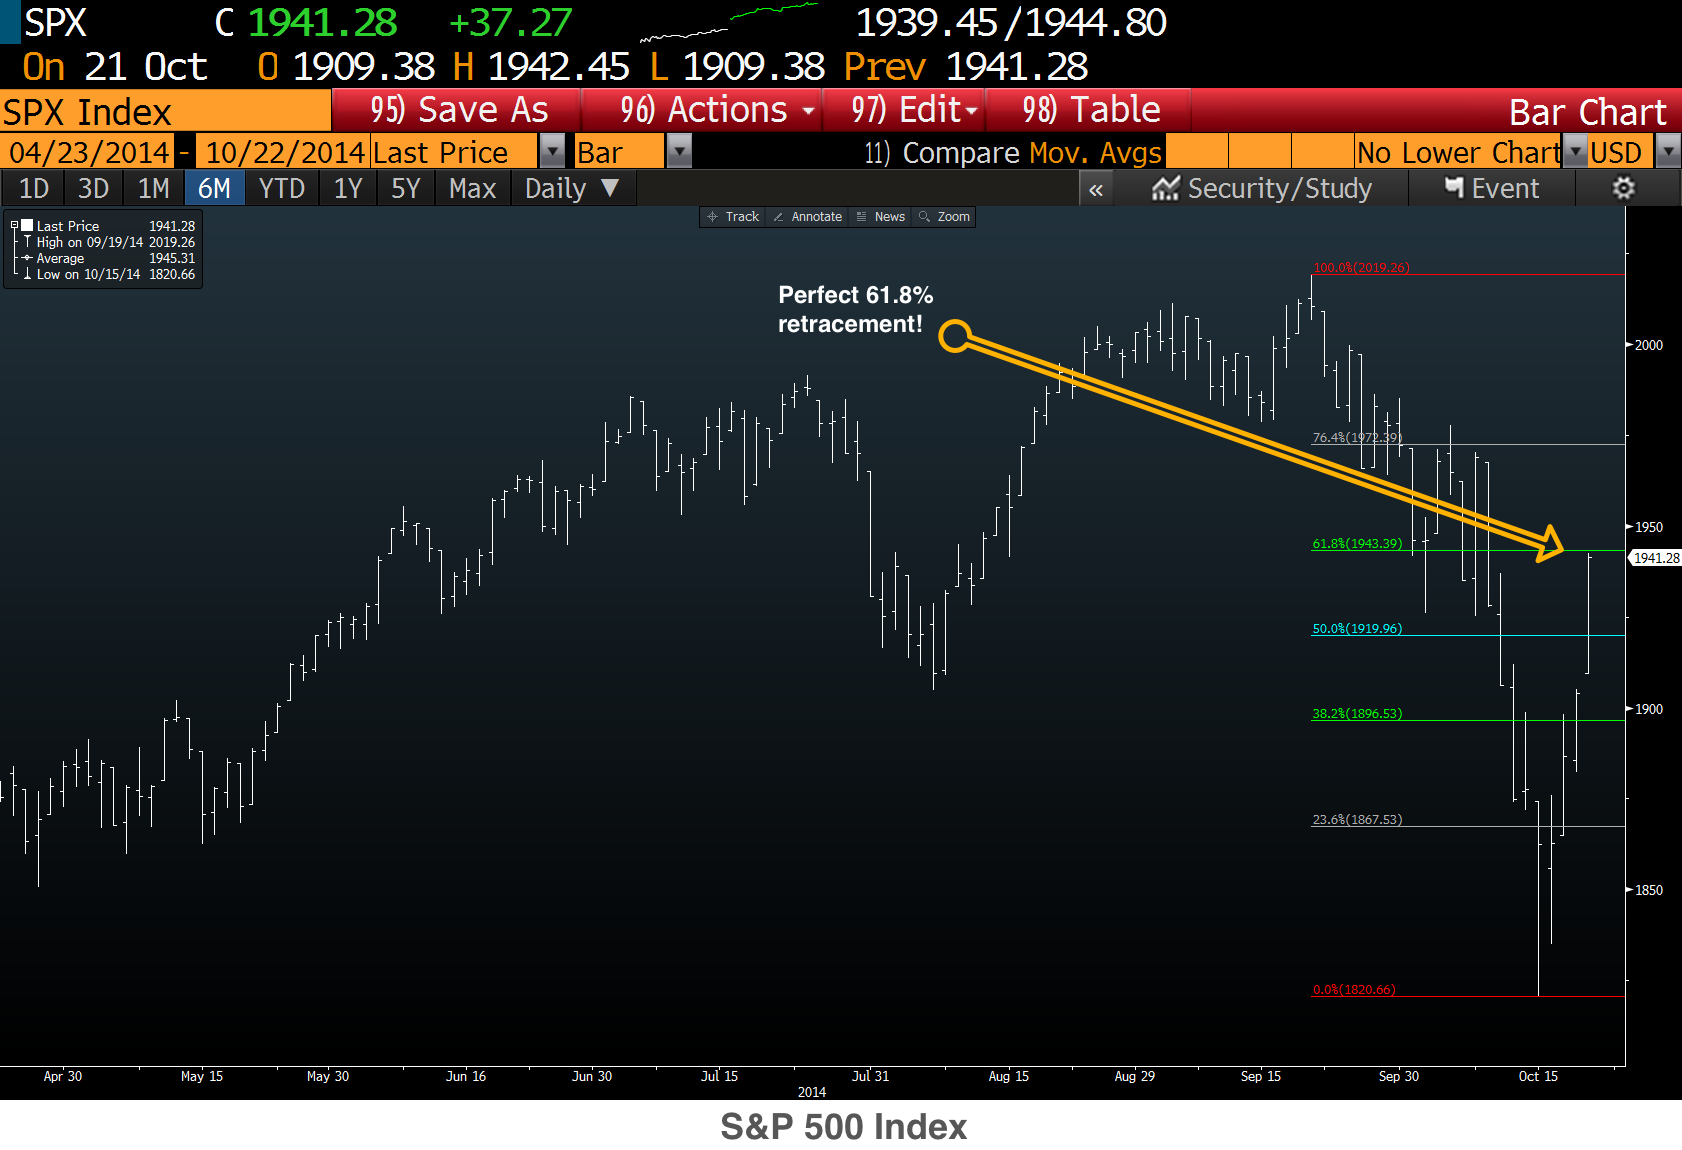 SPX C 1941.28 +37.27 1939.45/1944.80
On 21 Oct O 1909.38 H 1942.45 L 1909.38 Prev 1941.28
SPX Index 95) Save As 96) Actions 97) Edit 98) Table Bar Chart
04/23/2014 - 10/22/2014 Last Price Bar 11) Compare Mov. Avgs No Lower Chart USD
1D 3D 1M 6M YTD 1Y 5Y Max Daily ▼ « Security/Study Event
Track Annotate News Zoom
Last Price 1941.28
High on 09/19/14 2019.26
Average 1945.31
Low on 10/15/14 1820.66
100.0%(2019.26)
Perfect 61.8%
retracement!
2000
76.4%(1972.39)
1950
61.8%(1943.39)
1941.28
50.0%(1919.96)
1900
38.2%(1896.53)
23.6%(1867.53)
1850
0.0%(1820.66)
Apr 30 May 15 May 30 Jun 16 Jun 30 Jul 15 Jul 31 Aug 15 Aug 29 Sep 15 Sep 30 Oct 15
2014
S&P 500 Index